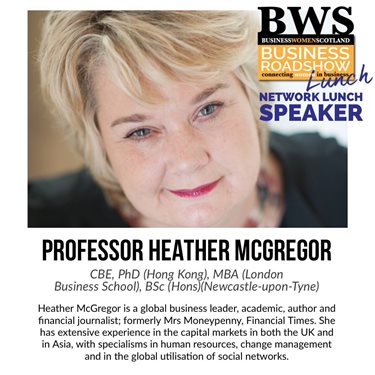 BWS
BUSINESSWOMENSCOTLAND
BUSINESS
ROADSHOW
connecting women in business
Lunch
NETWORK LUNCH
SPEAKER
PROFESSOR HEATHER MCGREGOR
CBE, PhD (Hong Kong), MBA (London
Business School), BSc (Hons)(Newcastle-upon-Tyne)
Heather McGregor is a global business leader, academic, author and
financial journalist; formerly Mrs Moneypenny, Financial Times. She
has extensive experience in the capital markets in both the UK and
in Asia, with specialisms in human resources, change management
and in the global utilisation of social networks.